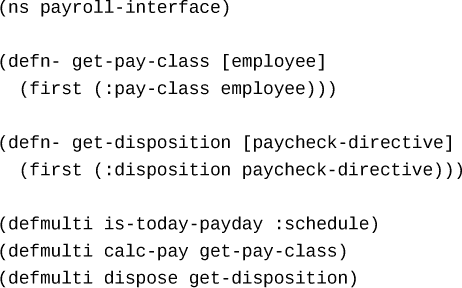 (ns payroll-interface)

(defn- get-pay-class [employee]
  (first (:pay-class employee)))

(defn- get-disposition [paycheck-directive]
  (first (:disposition paycheck-directive)))

(defmulti is-today-payday :schedule)
(defmulti calc-pay get-pay-class)
(defmulti dispose get-disposition)